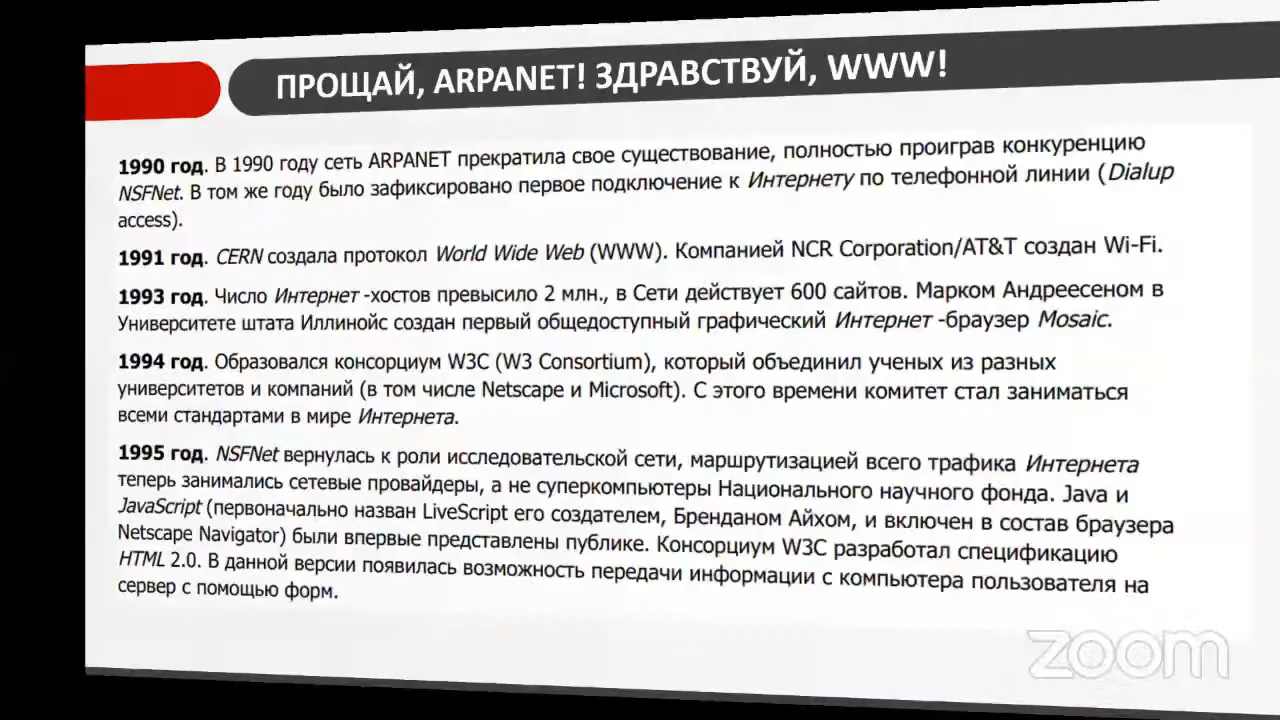 ПРОЩАЙ, ARPANET! ЗДРАВСТВУЙ, WWW!
1990 год. В 1990 году сеть ARPANET прекратила свое существование, полностью проиграв конкуренцию
NSFNet. В том же году было зафиксировано первое подключение к Интернету по телефонной линии (Dialup
access).
1991 год. CERN создала протокол World Wide Web (WWW). Компанией NCR Corporation/AT&T создан Wi-Fi.
1993 год. Число Интернет -хостов превысило 2 млн., в Сети действует 600 сайтов. Марком Андреесеном в
Университете штата Иллинойс создан первый общедоступный графический Интернет -браузер Mosaic.
1994 год. Образовался консорциум W3C (W3 Consortium), который объединил ученых из разных
университетов и компаний (в том числе Netscape и Microsoft). С этого времени комитет стал заниматься
всеми стандартами в мире Интернета.
1995 год. NSFNet вернулась к роли исследовательской сети, маршрутизацией всего трафика Интернета
теперь занимались сетевые провайдеры, а не суперкомпьютеры Национального научного фонда. Java и
JavaScript (первоначально назван LiveScript его создателем, Бренданом Айхом, и включен в состав браузера
Netscape Navigator) были впервые представлены публике. Консорциум W3C разработал спецификацию
HTML 2.0. В данной версии появилась возможность передачи информации с компьютера пользователя на
сервер с помощью форм.
zoom